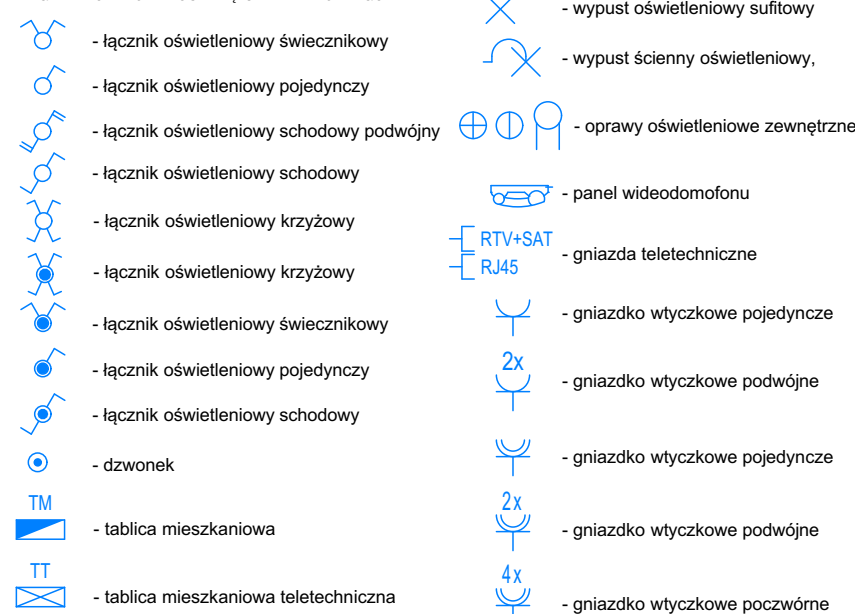 - łącznik oświetleniowy świecznikowy
- łącznik oświetleniowy pojedynczy
- łącznik oświetleniowy schodowy podwójny
- łącznik oświetleniowy schodowy
- łącznik oświetleniowy krzyżowy
- łącznik oświetleniowy krzyżowy
- łącznik oświetleniowy świecznikowy
- łącznik oświetleniowy pojedynczy
- łącznik oświetleniowy schodowy
- dzwonek
TM
- tablica mieszkaniowa
TT
- tablica mieszkaniowa teletechniczna
- wypust oświetleniowy sufitowy
- wypust ścienny oświetleniowy,
- oprawy oświetleniowe zewnętrzne
- panel wideodomofonu
RTV+SAT
RJ45
- gniazda teletechniczne
- gniazdko wtyczkowe pojedyncze
2x
- gniazdko wtyczkowe podwójne
- gniazdko wtyczkowe pojedyncze
2x
- gniazdko wtyczkowe podwójne
4x
- gniazdko wtyczkowe poczwórne